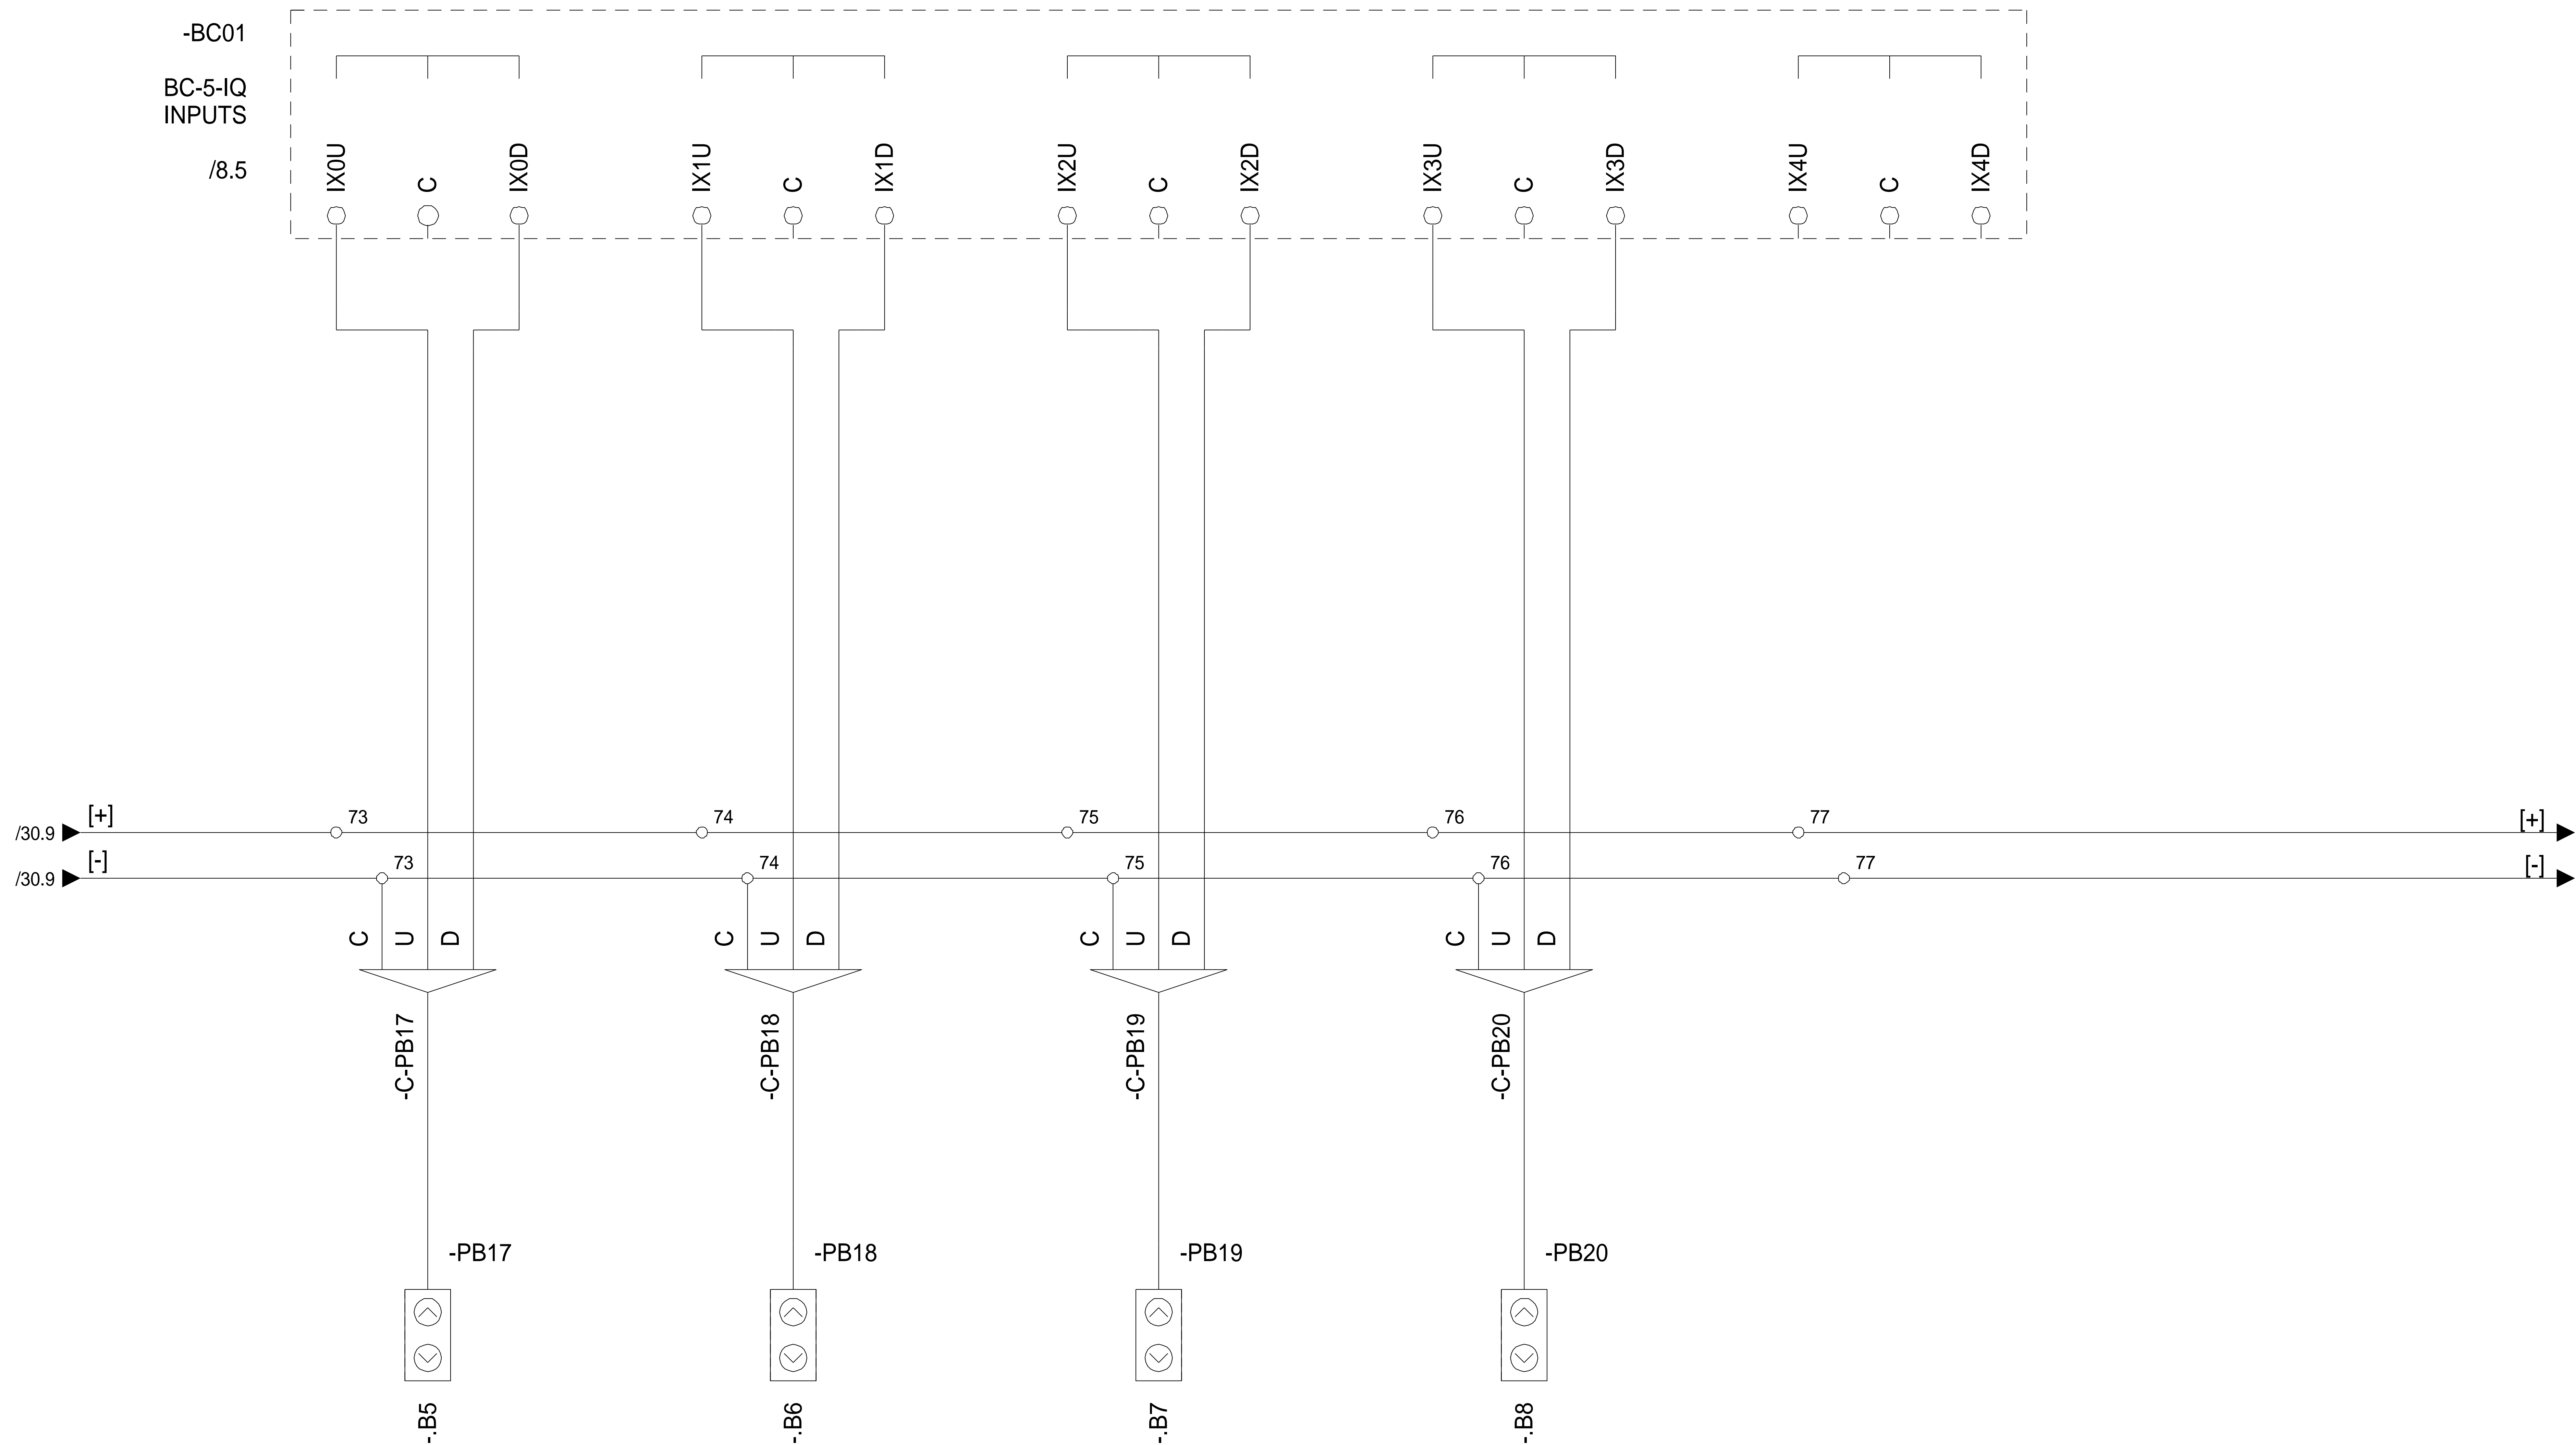 -BC01
BC-5-IQ
INPUTS
/8.5
IX0U C IX0D IX1U C IX1D IX2U C IX2D IX3U C IX3D IX4U C IX4D
/30.9 [+] 73 74 75 76 77 [+]
/30.9 [-] 73 74 75 76 77 [-]
C U D C U D C U D C U D
-C-PB17 -C-PB18 -C-PB19 -C-PB20
-PB17 -PB18 -PB19 -PB20
-.B5 -.B6 -.B7 -.B8